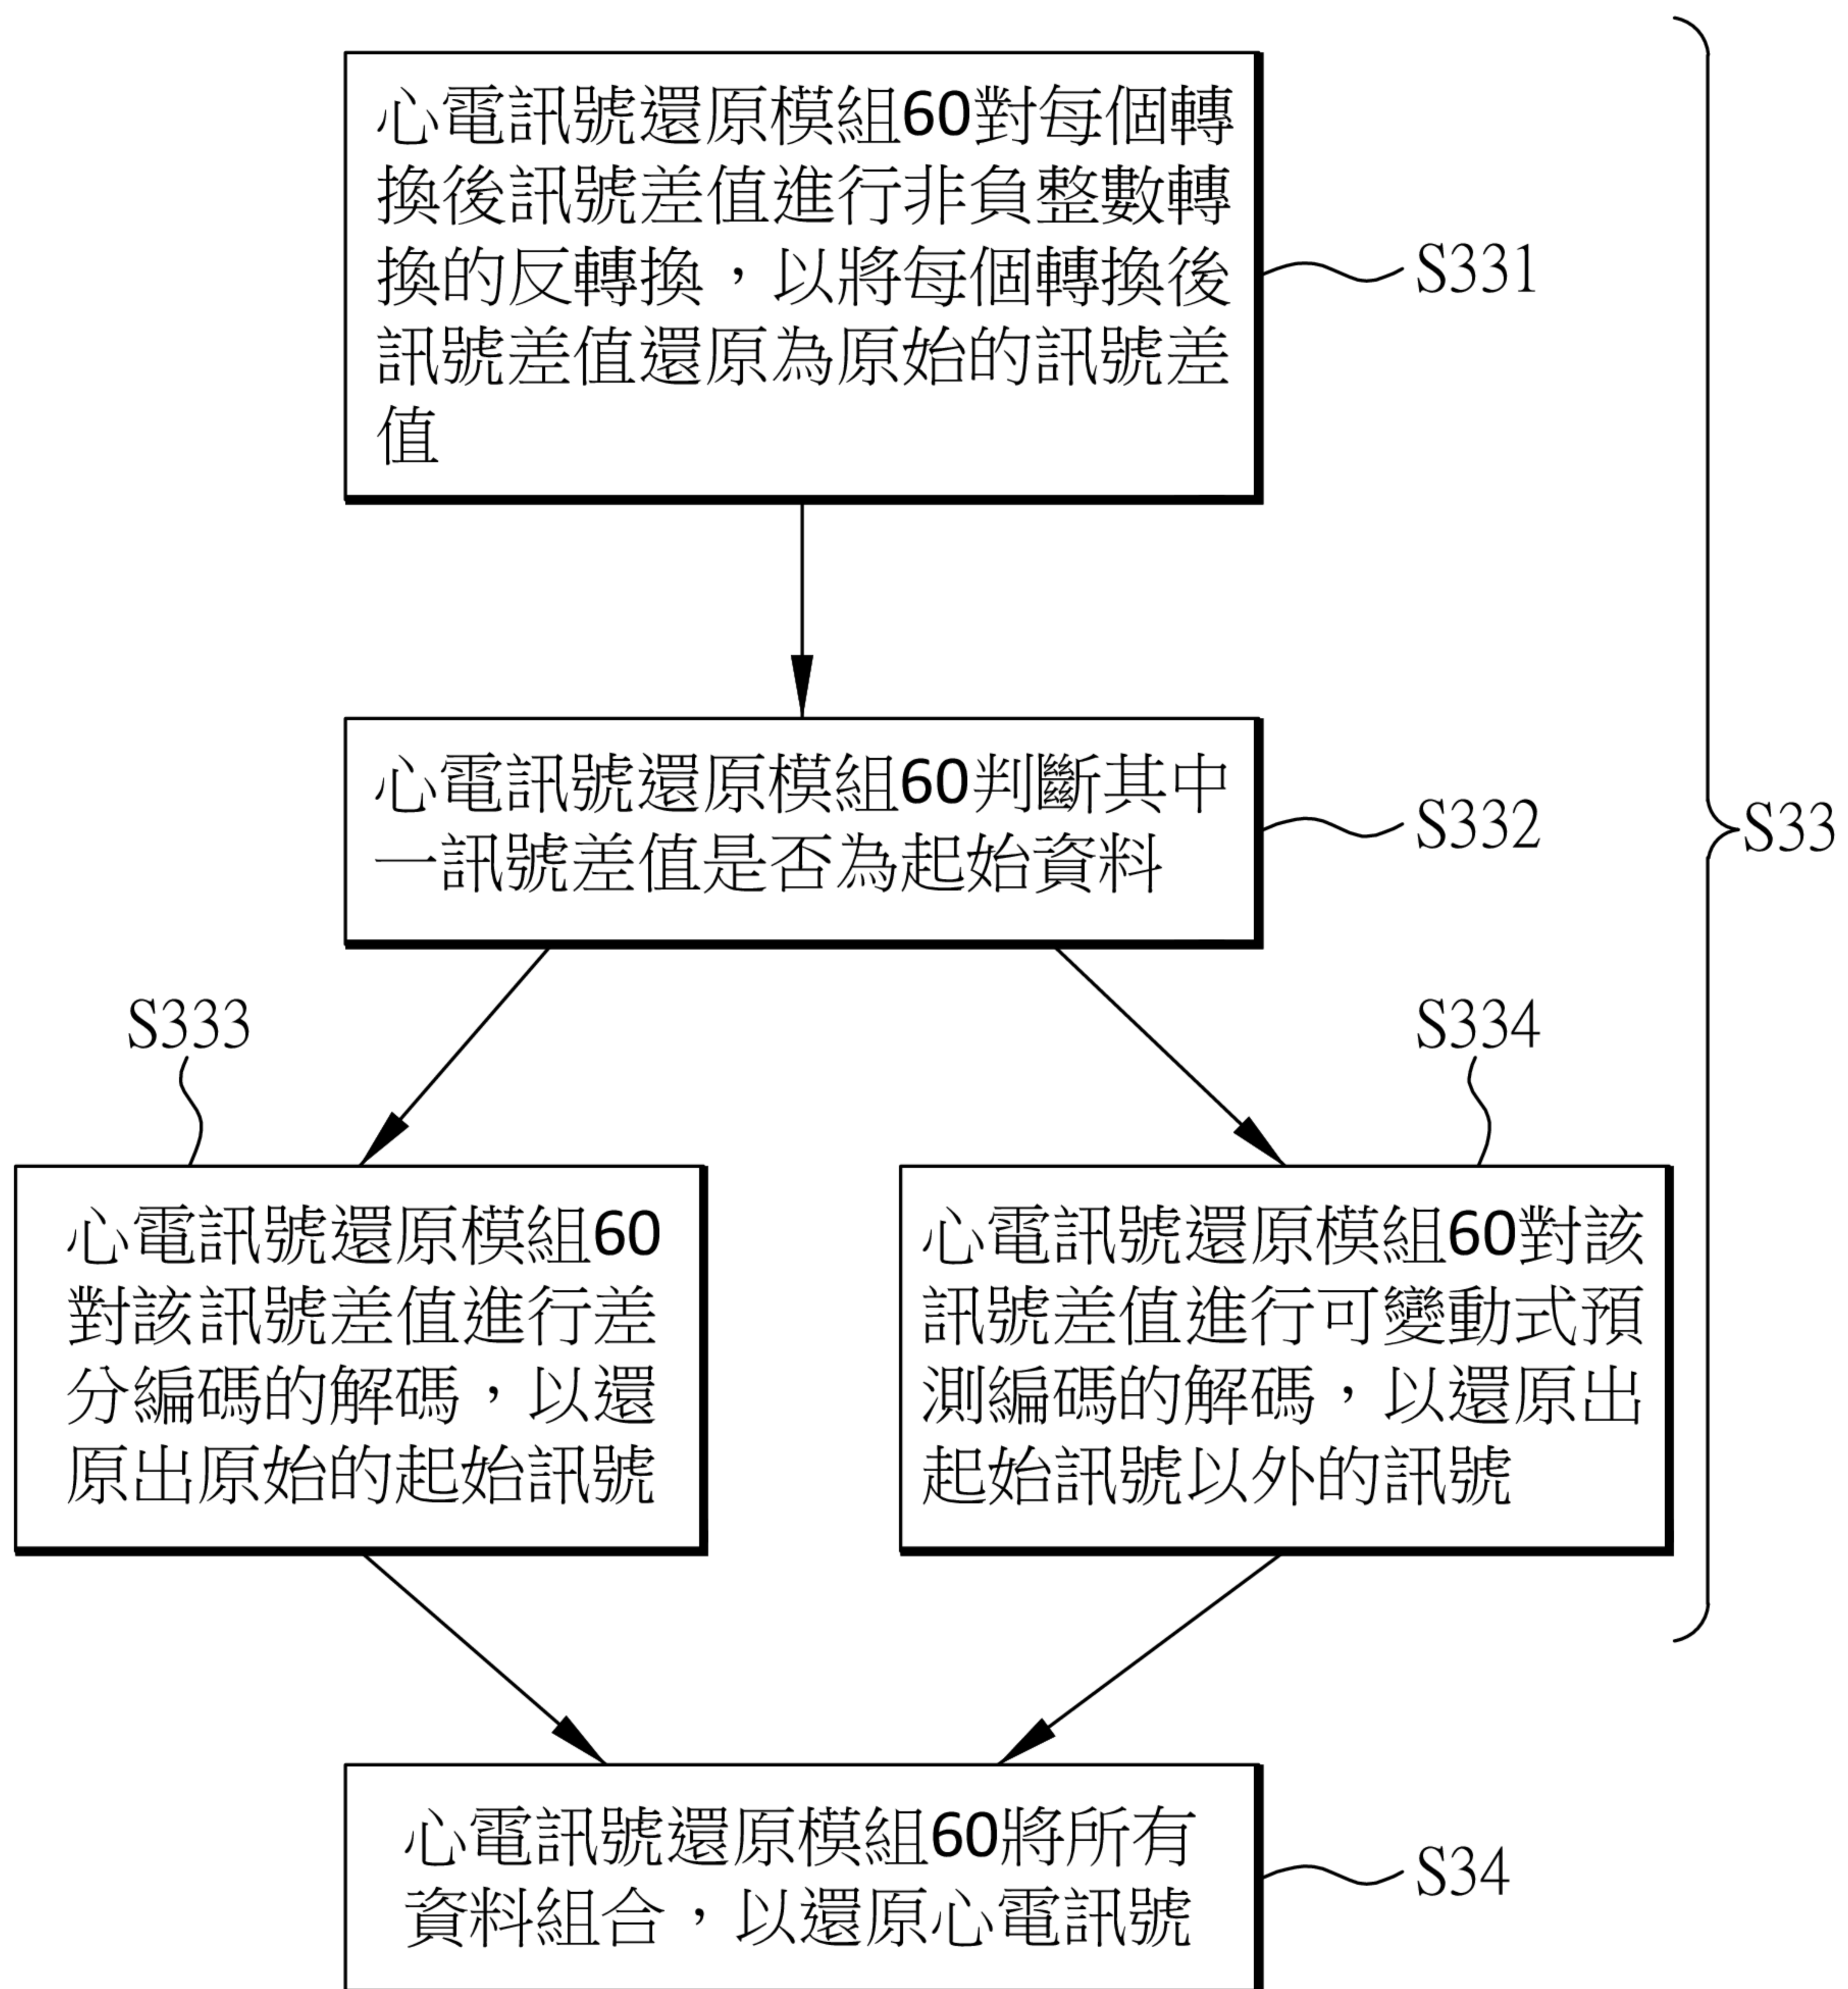 心電訊號還原模組60對每個轉
換後訊號差值進行非負整數轉
換的反轉換，以將每個轉換後
訊號差值還原為原始的訊號差
值
S331
心電訊號還原模組60判斷其中
一訊號差值是否為起始資料
S332
S33
S333
S334
心電訊號還原模組60
對該訊號差值進行差
分編碼的解碼，以還
原出原始的起始訊號
心電訊號還原模組60對該
訊號差值進行可變動式預
測編碼的解碼，以還原出
起始訊號以外的訊號
心電訊號還原模組60將所有
資料組合，以還原心電訊號
S34